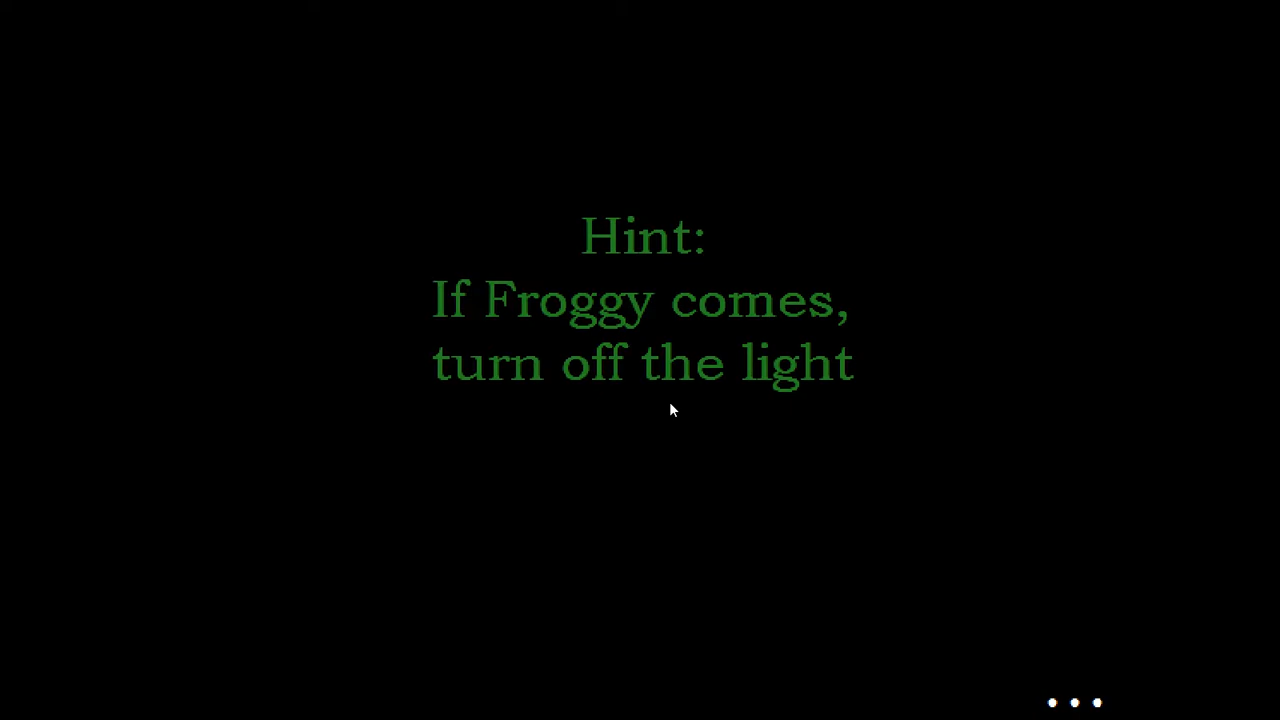 Hint:
If Froggy comes,
turn off the light
...